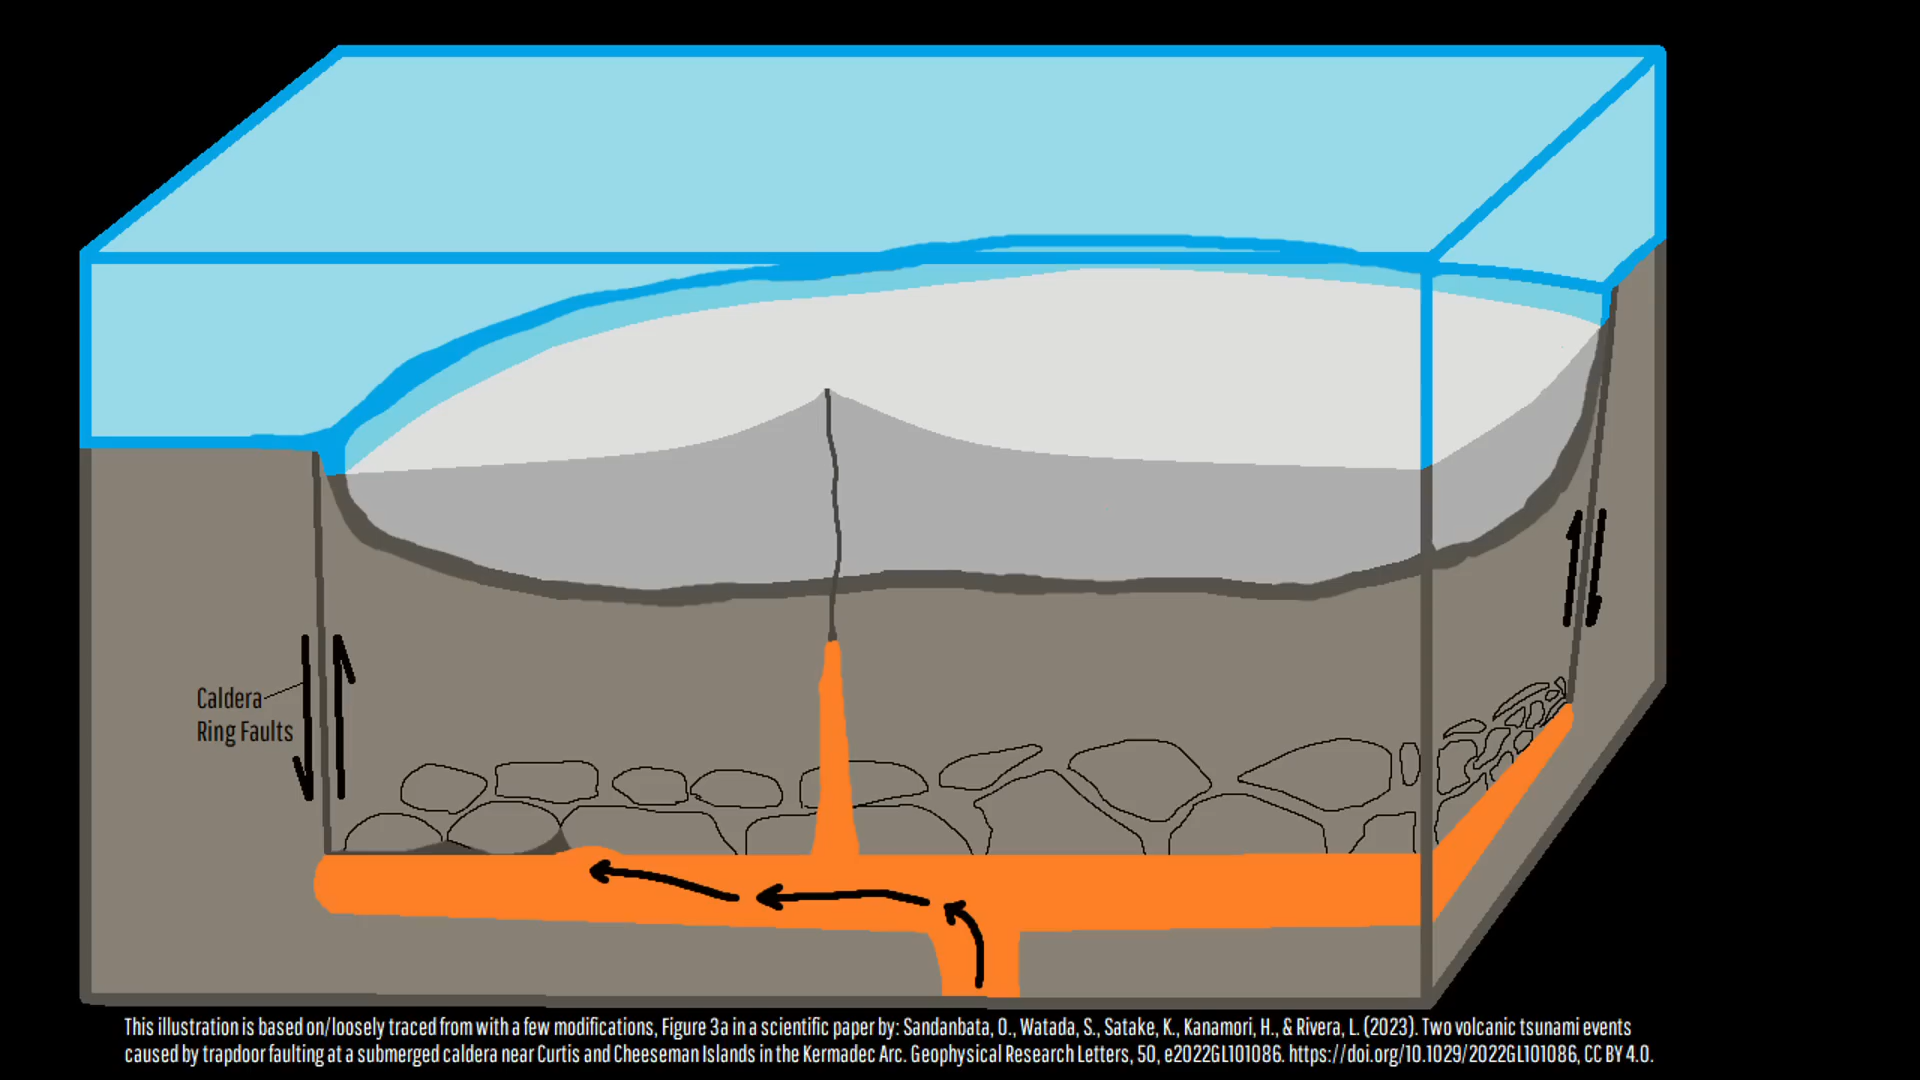 Caldera
Ring Faults
This illustration is based on/loosely traced from with a few modifications, Figure 3a in a scientific paper by: Sandanbata, O., Watada, S., Satake, K., Kanamori, H., & Rivera, L. (2023). Two volcanic tsunami events
caused by trapdoor faulting at a submerged caldera near Curtis and Cheeseman Islands in the Kermadec Arc. Geophysical Research Letters, 50, e2022GL101086. https://doi.org/10.1029/2022GL101086, CC BY 4.0.